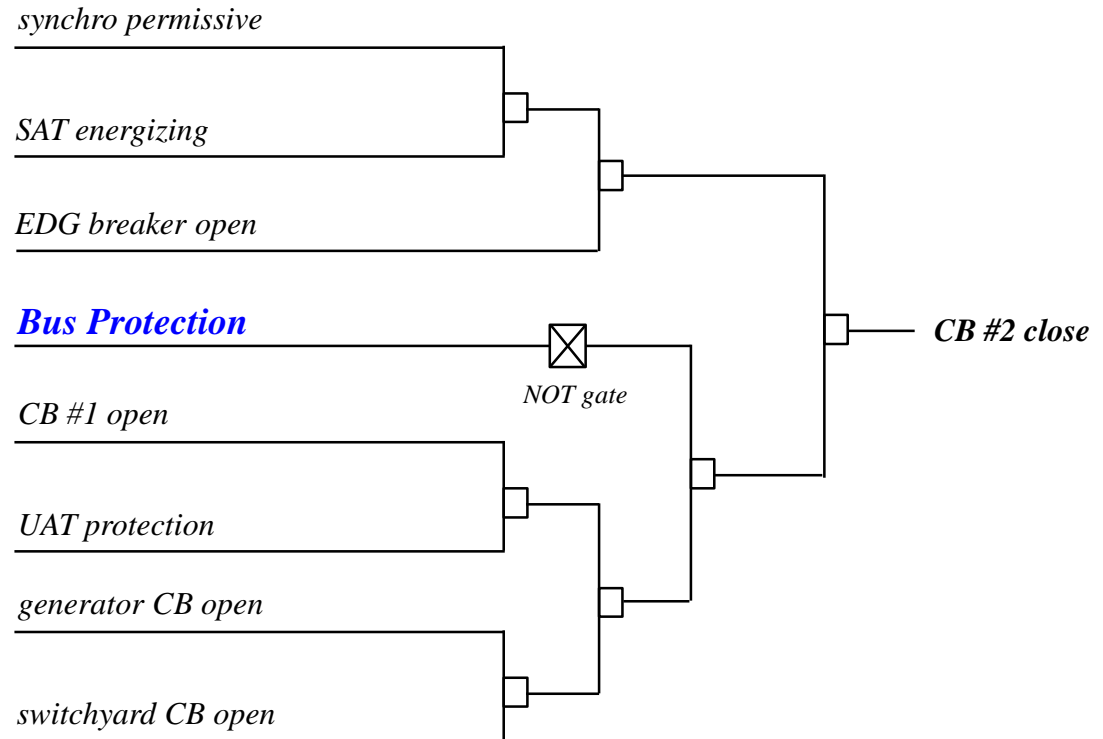 synchro permissive
SAT energizing
EDG breaker open
Bus Protection
CB #2 close
NOT gate
CB #1 open
UAT protection
generator CB open
switchyard CB open